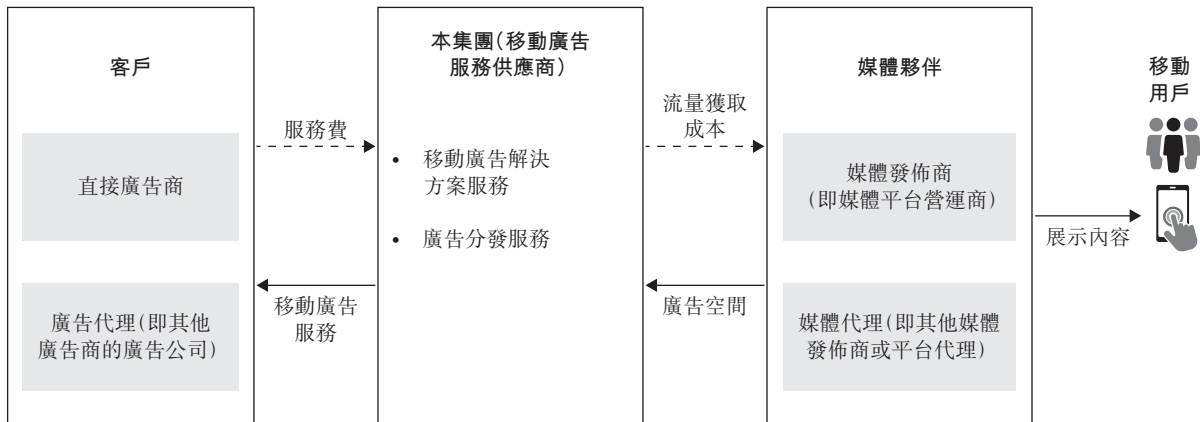 客戶
直接廣告商
廣告代理(即其他
廣告商的廣告公司)
服務費
移動廣告
服務
本集團(移動廣告
服務供應商)
• 移動廣告解決
方案服務
• 廣告分發服務
流量獲取
成本
廣告空間
媒體夥伴
媒體發佈商
(即媒體平台營運商)
媒體代理(即其他媒體
發佈商或平台代理)
展示內容
移動
用戶